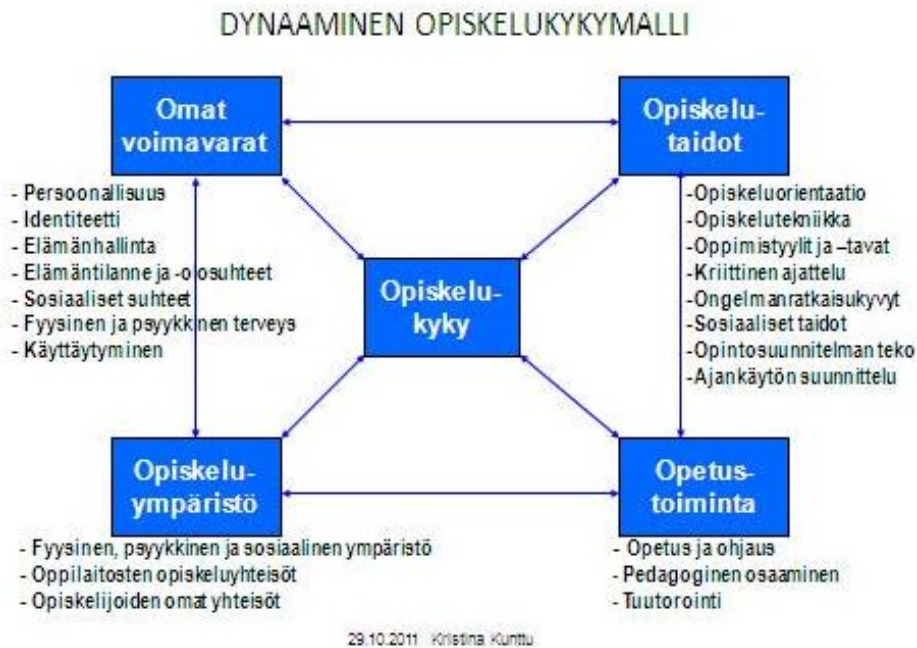 DYNAAMINEN OPISKELUKYKYMALLI
Omat
voimavarat
Opiskelu-
taidot
- Persoonallisuus
- Identiteetti
- Elämänhallinta
- Elämäntilanne ja -olosuhteet
- Sosiaaliset suhteet
- Fyysinen ja psyykkinen terveys
- Käyttäytyminen
-Opiskeluorientaatio
-Opiskelutekniikka
-Oppimistyylit ja –tavat
-Kriittinen ajattelu
-Ongelmanratkaisukyvyt
-Sosiaaliset taidot
-Opintosuunnitelman teko
-Ajankäytön suunnittelu
Opiskelu-
kyky
Opiskelu-
ympäristö
Opetus-
toiminta
- Fyysinen, psyykkinen ja sosiaalinen ympäristö
- Oppilaitosten opiskeluyhteisöt
- Opiskelijoiden omat yhteisöt
- Opetus ja ohjaus
- Pedagoginen osaaminen
- Tuutorointi
29.10.2011 Kristina Kunttu